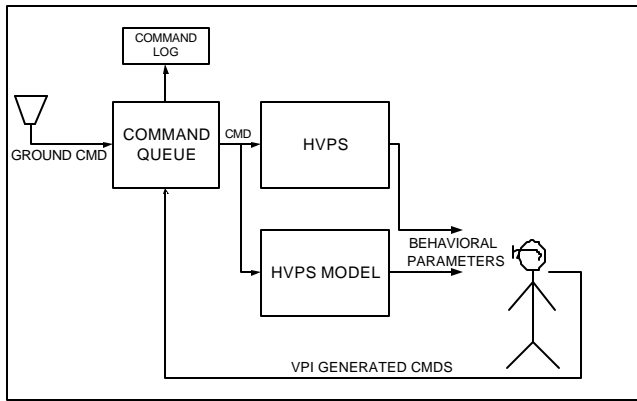 COMMAND
LOG
GROUND CMD
COMMAND
QUEUE
CMD
HVPS
HVPS MODEL
BEHAVIORAL
PARAMETERS
VPI GENERATED CMDS